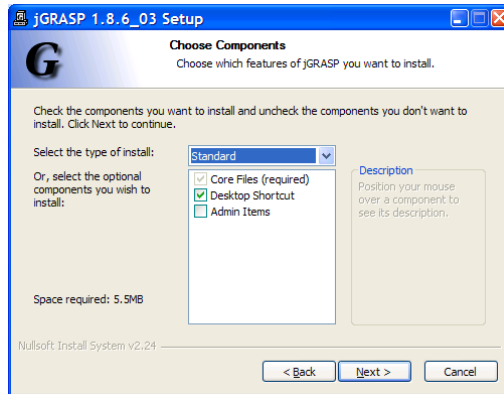 jGRASP 1.8.6_03 Setup
G
Choose Components
Choose which features of jGRASP you want to install.
Check the components you want to install and uncheck the components you don't want to
install. Click Next to continue.
Select the type of install:
Standard
Or, select the optional
components you wish to
install:
Core Files (required)
Desktop Shortcut
Admin Items
Description
Position your mouse
over a component to
see its description.
Space required: 5.5MB
Nullsoft Install System v2.24
< Back
Next >
Cancel